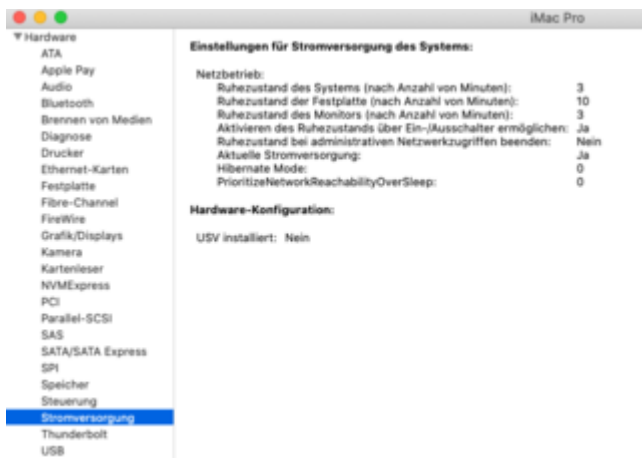 iMac Pro
Hardware
ATA
Apple Pay
Audio
Bluetooth
Brennen von Medien
Diagnose
Drucker
Ethernet-Karten
Festplatte
Fibre-Channel
FireWire
Grafik/Displays
Kamera
Kartenleser
NVMExpress
PCI
Parallel-SCSI
SAS
SATA/SATA Express
SPI
Speicher
Steuerung
Stromversorgung
Thunderbolt
USB
Einstellungen für Stromversorgung des Systems:
Netzbetrieb:
Ruhezustand des Systems (nach Anzahl von Minuten): 3
Ruhezustand der Festplatte (nach Anzahl von Minuten): 10
Ruhezustand des Monitors (nach Anzahl von Minuten): 3
Aktivieren des Ruhezustands über Ein-/Ausschalter ermöglichen: Ja
Ruhezustand bei administrativen Netzwerkzugriffen beenden: Nein
Aktuelle Stromversorgung: Ja
Hibernate Mode: 0
PrioritizeNetworkReachabilityOverSleep: 0
Hardware-Konfiguration:
USV installiert: Nein